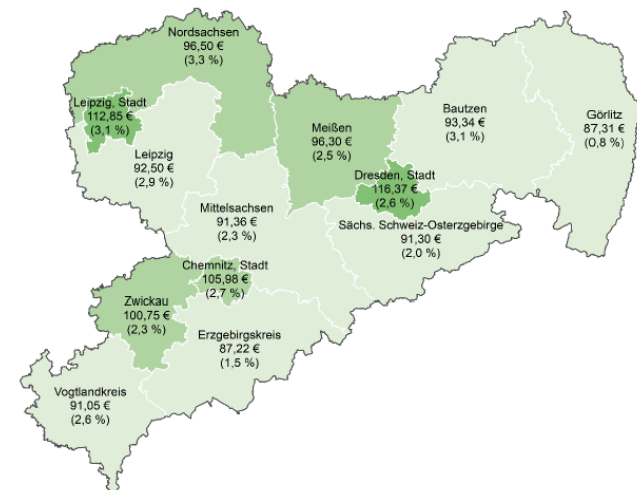 Nordsachsen
96,50 €
(3,3 %)
Leipzig, Stadt
112,85 €
(3,1 %)
Leipzig
92,50 €
(2,9 %)
Meißen
96,30 €
(2,5 %)
Bautzen
93,34 €
(3,1 %)
Görlitz
87,31 €
(0,8 %)
Dresden, Stadt
116,37 €
(2,6 %)
Mittelsachsen
91,36 €
(2,3 %)
Sächs. Schweiz-Osterzgebirge
91,30 €
(2,0 %)
Chemnitz, Stadt
105,98 €
(2,7 %)
Zwickau
100,75 €
(2,3 %)
Erzgebirgskreis
87,22 €
(1,5 %)
Vogtlandkreis
91,05 €
(2,6 %)